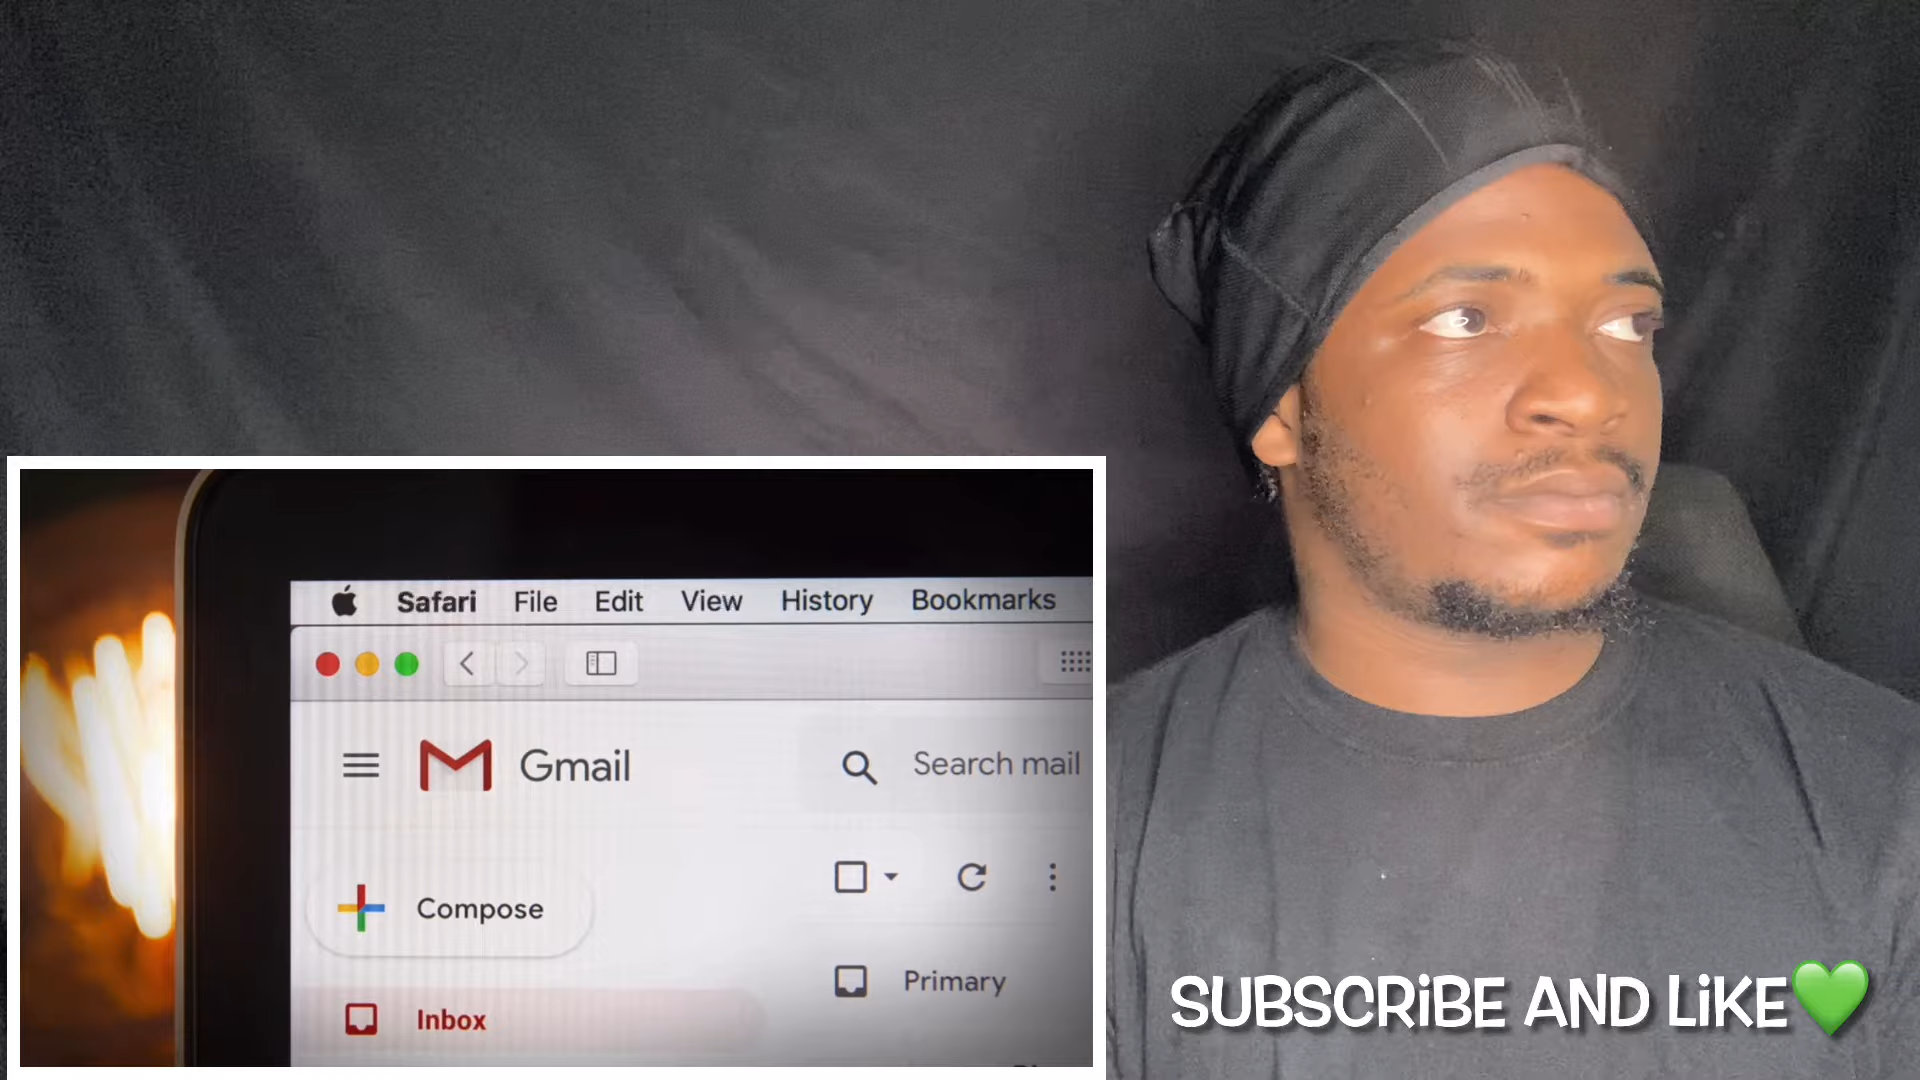 Safari File Edit View History Bookmarks
Gmail
Search mail
Compose
Primary
Inbox
SUBSCRiBE AND LiKE💚